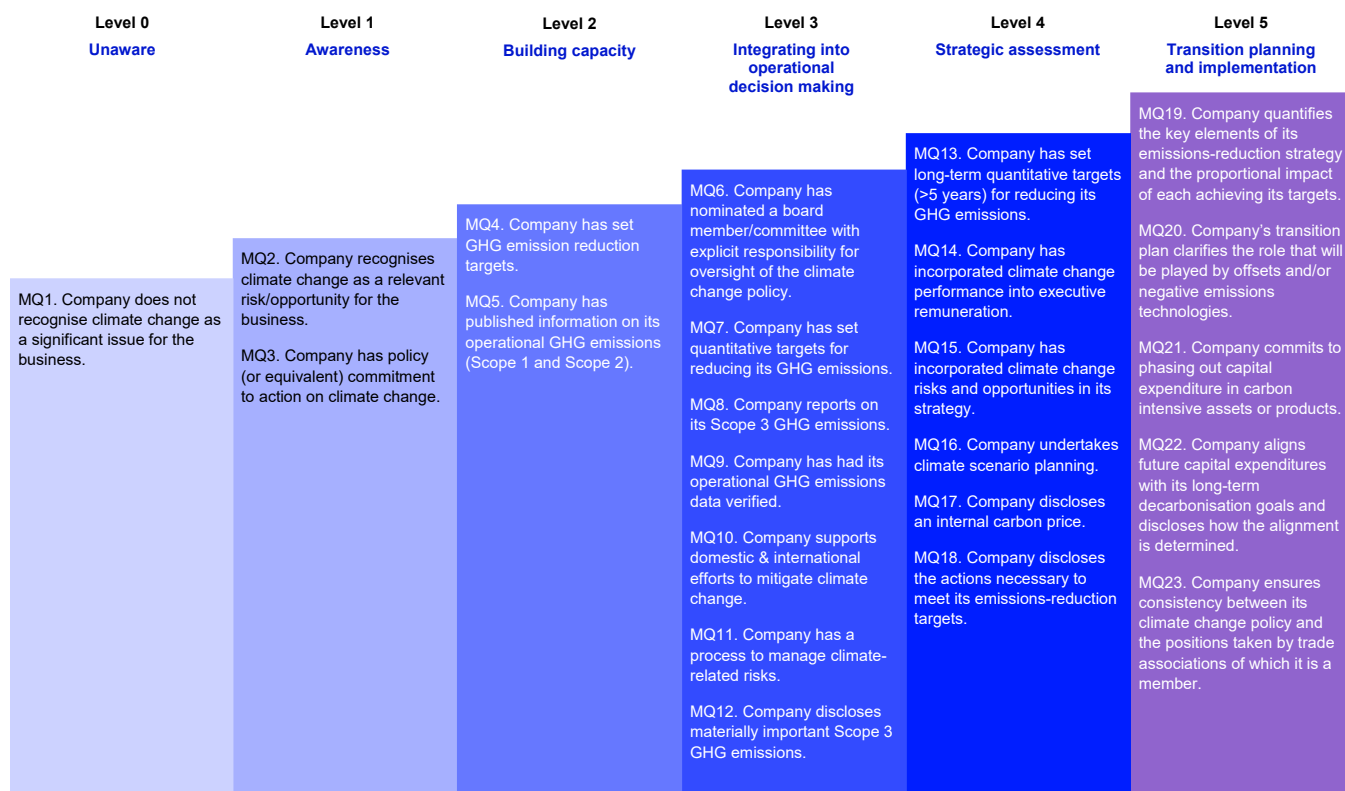 Level 0
Unaware
Level 1
Awareness
Level 2
Building capacity
Level 3
Integrating into
operational
decision making
Level 4
Strategic assessment
Level 5
Transition planning
and implementation
MQ1. Company does not
recognise climate change as
a significant issue for the
business.
MQ2. Company recognises
climate change as a relevant
risk/opportunity for the
business.
MQ3. Company has policy
(or equivalent) commitment
to action on climate change.
MQ4. Company has set
GHG emission reduction
targets.
MQ5. Company has
published information on its
operational GHG emissions
(Scope 1 and Scope 2).
MQ6. Company has
nominated a board
member/committee with
explicit responsibility for
oversight of the climate
change policy.
MQ7. Company has set
quantitative targets for
reducing its GHG emissions.
MQ8. Company reports on
its Scope 3 GHG emissions.
MQ9. Company has had its
operational GHG emissions
data verified.
MQ10. Company supports
domestic & international
efforts to mitigate climate
change.
MQ11. Company has a
process to manage climate-
related risks.
MQ12. Company discloses
materially important Scope 3
GHG emissions.
MQ13. Company has set
long-term quantitative targets
(>5 years) for reducing its
GHG emissions.
MQ14. Company has
incorporated climate change
performance into executive
remuneration.
MQ15. Company has
incorporated climate change
risks and opportunities in its
strategy.
MQ16. Company undertakes
climate scenario planning.
MQ17. Company discloses
an internal carbon price.
MQ18. Company discloses
the actions necessary to
meet its emissions-reduction
targets.
MQ19. Company quantifies
the key elements of its
emissions-reduction strategy
and the proportional impact
of each achieving its targets.
MQ20. Company's transition
plan clarifies the role that will
be played by offsets and/or
negative emissions
technologies.
MQ21. Company commits to
phasing out capital
expenditure in carbon
intensive assets or products.
MQ22. Company aligns
future capital expenditures
with its long-term
decarbonisation goals and
discloses how the alignment
is determined.
MQ23. Company ensures
consistency between its
climate change policy and
the positions taken by trade
associations of which it is a
member.